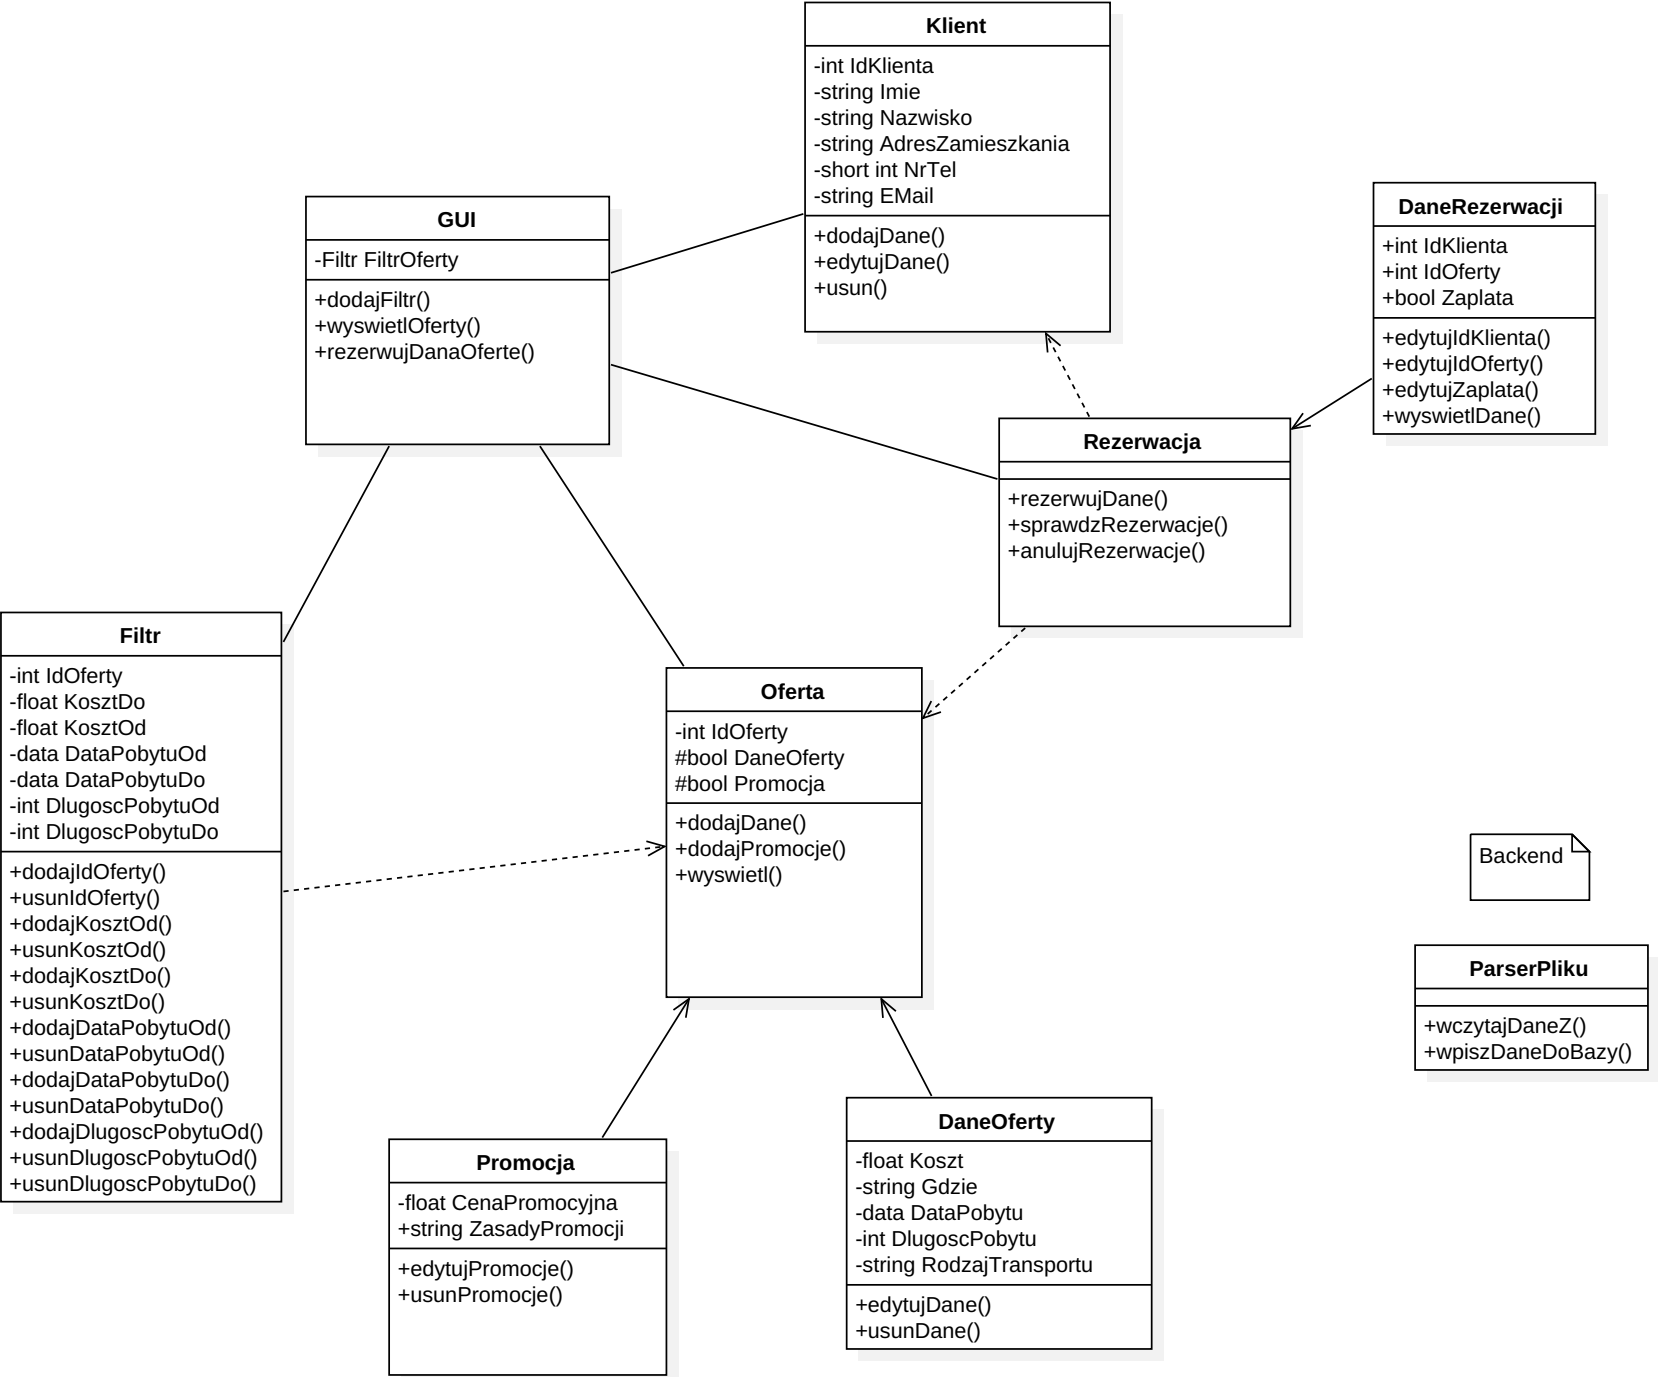 Klient
-int IdKlienta
-string Imie
-string Nazwisko
-string AdresZamieszkania
-short int NrTel
-string EMail
+dodajDane()
+edytujDane()
+usun()
GUI
-Filtr FiltrOferty
+dodajFiltr()
+wyswietlOferty()
+rezerwujDanaOferte()
DaneRezerwacji
+int IdKlienta
+int IdOferty
+bool Zaplata
+edytujIdKlienta()
+edytujIdOferty()
+edytujZaplata()
+wyswietlDane()
Rezerwacja
+rezerwujDane()
+sprawdzRezerwacje()
+anulujRezerwacje()
Filtr
-int IdOferty
-float KosztDo
-float KosztOd
-data DataPobytuOd
-data DataPobytuDo
-int DlugoscPobytuOd
-int DlugoscPobytuDo
+dodajIdOferty()
+usunIdOferty()
+dodajKosztOd()
+usunKosztOd()
+dodajKosztDo()
+usunKosztDo()
+dodajDataPobytuOd()
+usunDataPobytuOd()
+dodajDataPobytuDo()
+usunDataPobytuDo()
+dodajDlugoscPobytuOd()
+usunDlugoscPobytuOd()
+usunDlugoscPobytuDo()
Oferta
-int IdOferty
#bool DaneOferty
#bool Promocja
+dodajDane()
+dodajPromocje()
+wyswietl()
Backend
ParserPliku
+wczytajDaneZ()
+wpiszDaneDoBazy()
Promocja
-float CenaPromocyjna
+string ZasadyPromocji
+edytujPromocje()
+usunPromocje()
DaneOferty
-float Koszt
-string Gdzie
-data DataPobytu
-int DlugoscPobytu
-string RodzajTransportu
+edytujDane()
+usunDane()